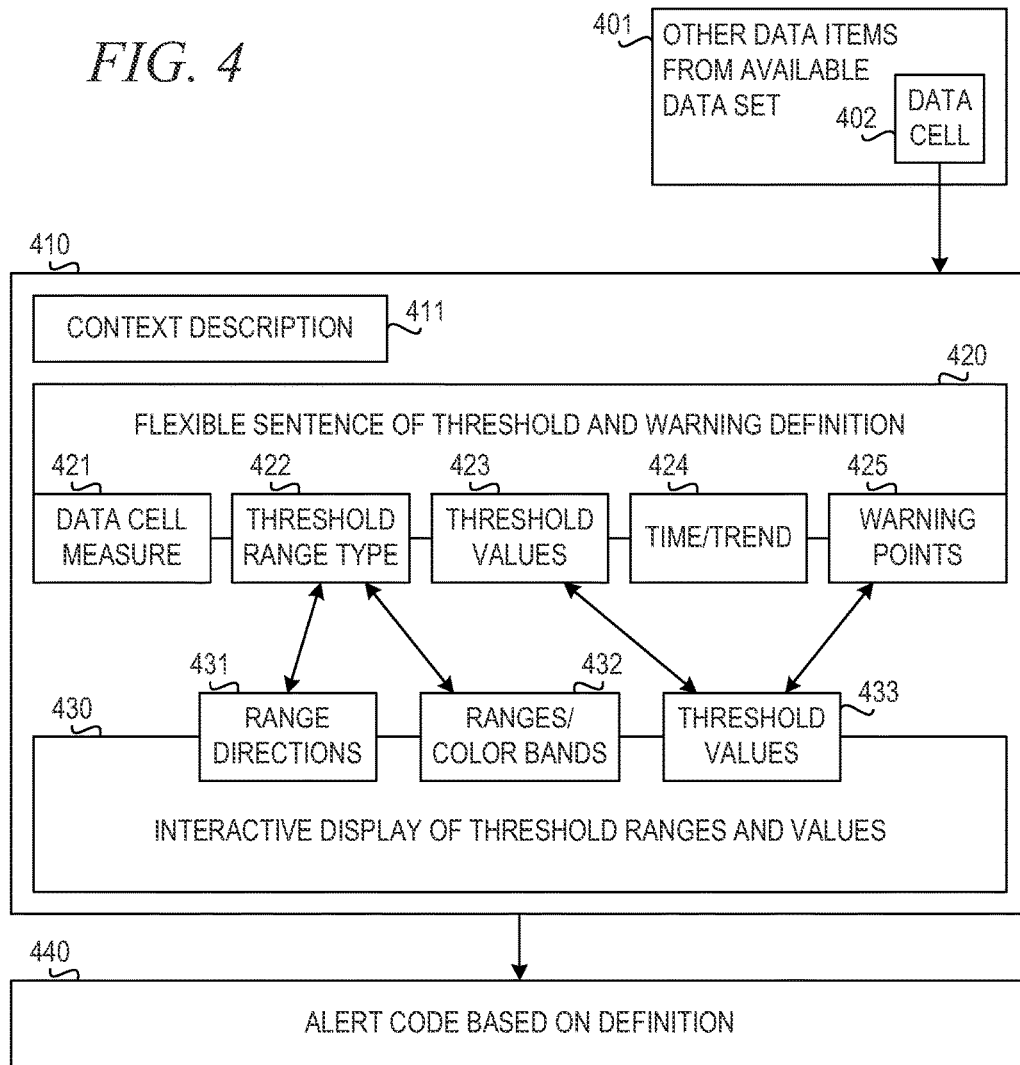 FIG. 4
401
OTHER DATA ITEMS
FROM AVAILABLE
DATA SET
402
DATA
CELL
410
CONTEXT DESCRIPTION
411
420
FLEXIBLE SENTENCE OF THRESHOLD AND WARNING DEFINITION
421
DATA CELL
MEASURE
422
THRESHOLD
RANGE TYPE
423
THRESHOLD
VALUES
424
TIME/TREND
425
WARNING
POINTS
430
431
RANGE
DIRECTIONS
432
RANGES/
COLOR BANDS
433
THRESHOLD
VALUES
INTERACTIVE DISPLAY OF THRESHOLD RANGES AND VALUES
440
ALERT CODE BASED ON DEFINITION